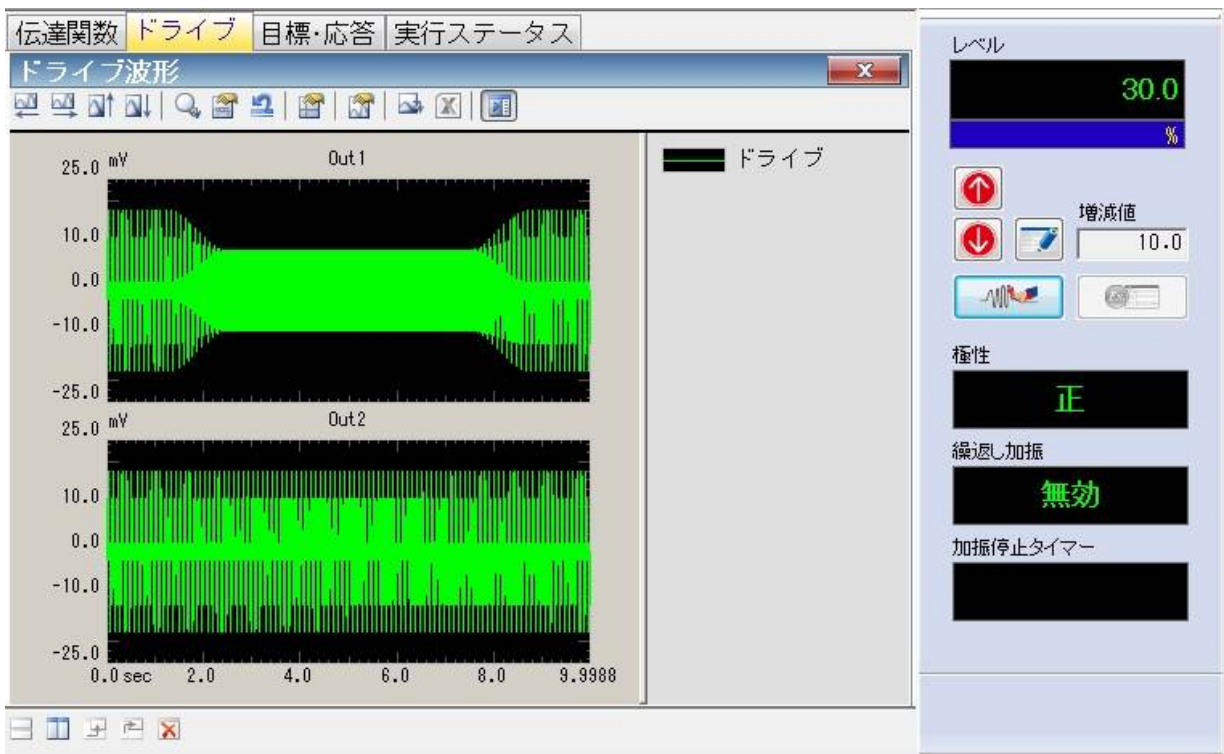 伝達関数 ドライブ 目標・応答 実行ステータス
ドライブ波形
25.0 mV Out1
10.0
0.0
-10.0
-25.0
25.0 mV Out2
10.0
0.0
-10.0
-25.0
0.0 sec 2.0 4.0 6.0 8.0 9.9988
ドライブ
レベル
30.0
%
増減値
10.0
極性
正
繰返し加振
無効
加振停止タイマー